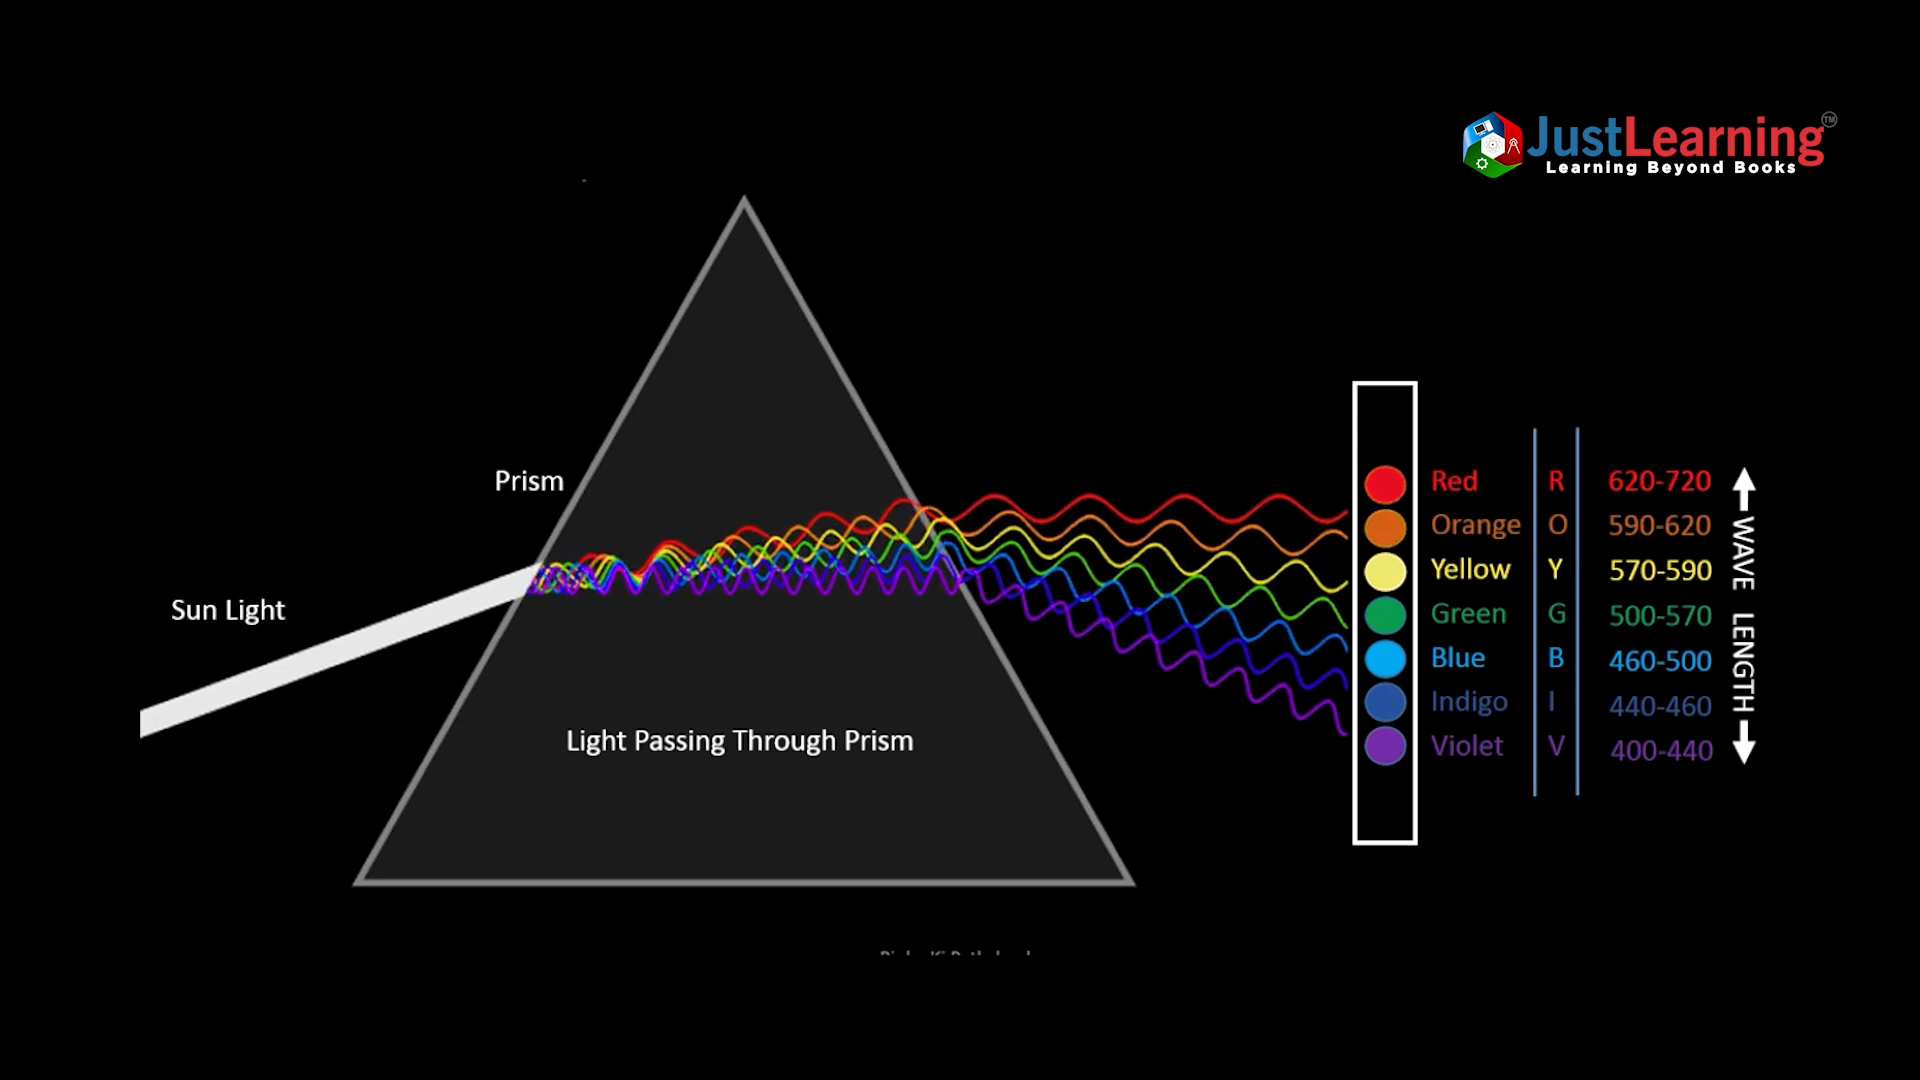 JustLearning™
Learning Beyond Books
Prism
Sun Light
Light Passing Through Prism
Red R 620-720
Orange O 590-620
Yellow Y 570-590
Green G 500-570
Blue B 460-500
Indigo I 440-460
Violet V 400-440
WAVE LENGTH